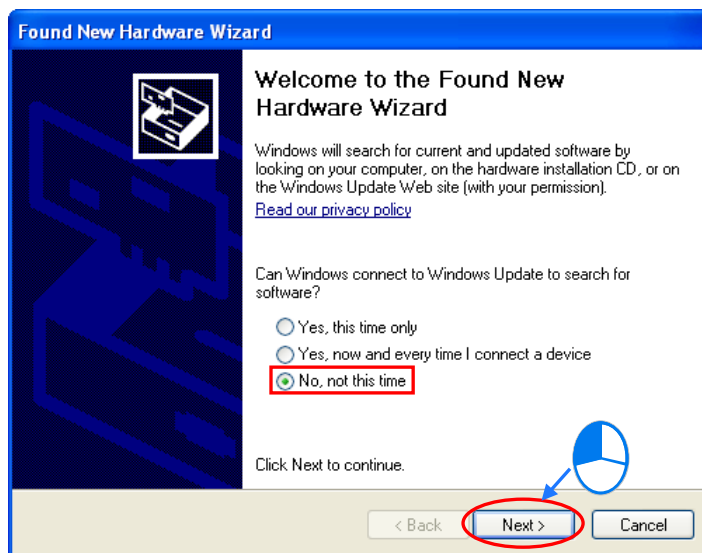 Found New Hardware Wizard
Welcome to the Found New
Hardware Wizard
Windows will search for current and updated software by
looking on your computer, on the hardware installation CD, or on
the Windows Update Web site (with your permission).
Read our privacy policy
Can Windows connect to Windows Update to search for
software?
Yes, this time only
Yes, now and every time I connect a device
No, not this time
Click Next to continue.
< Back
Next >
Cancel